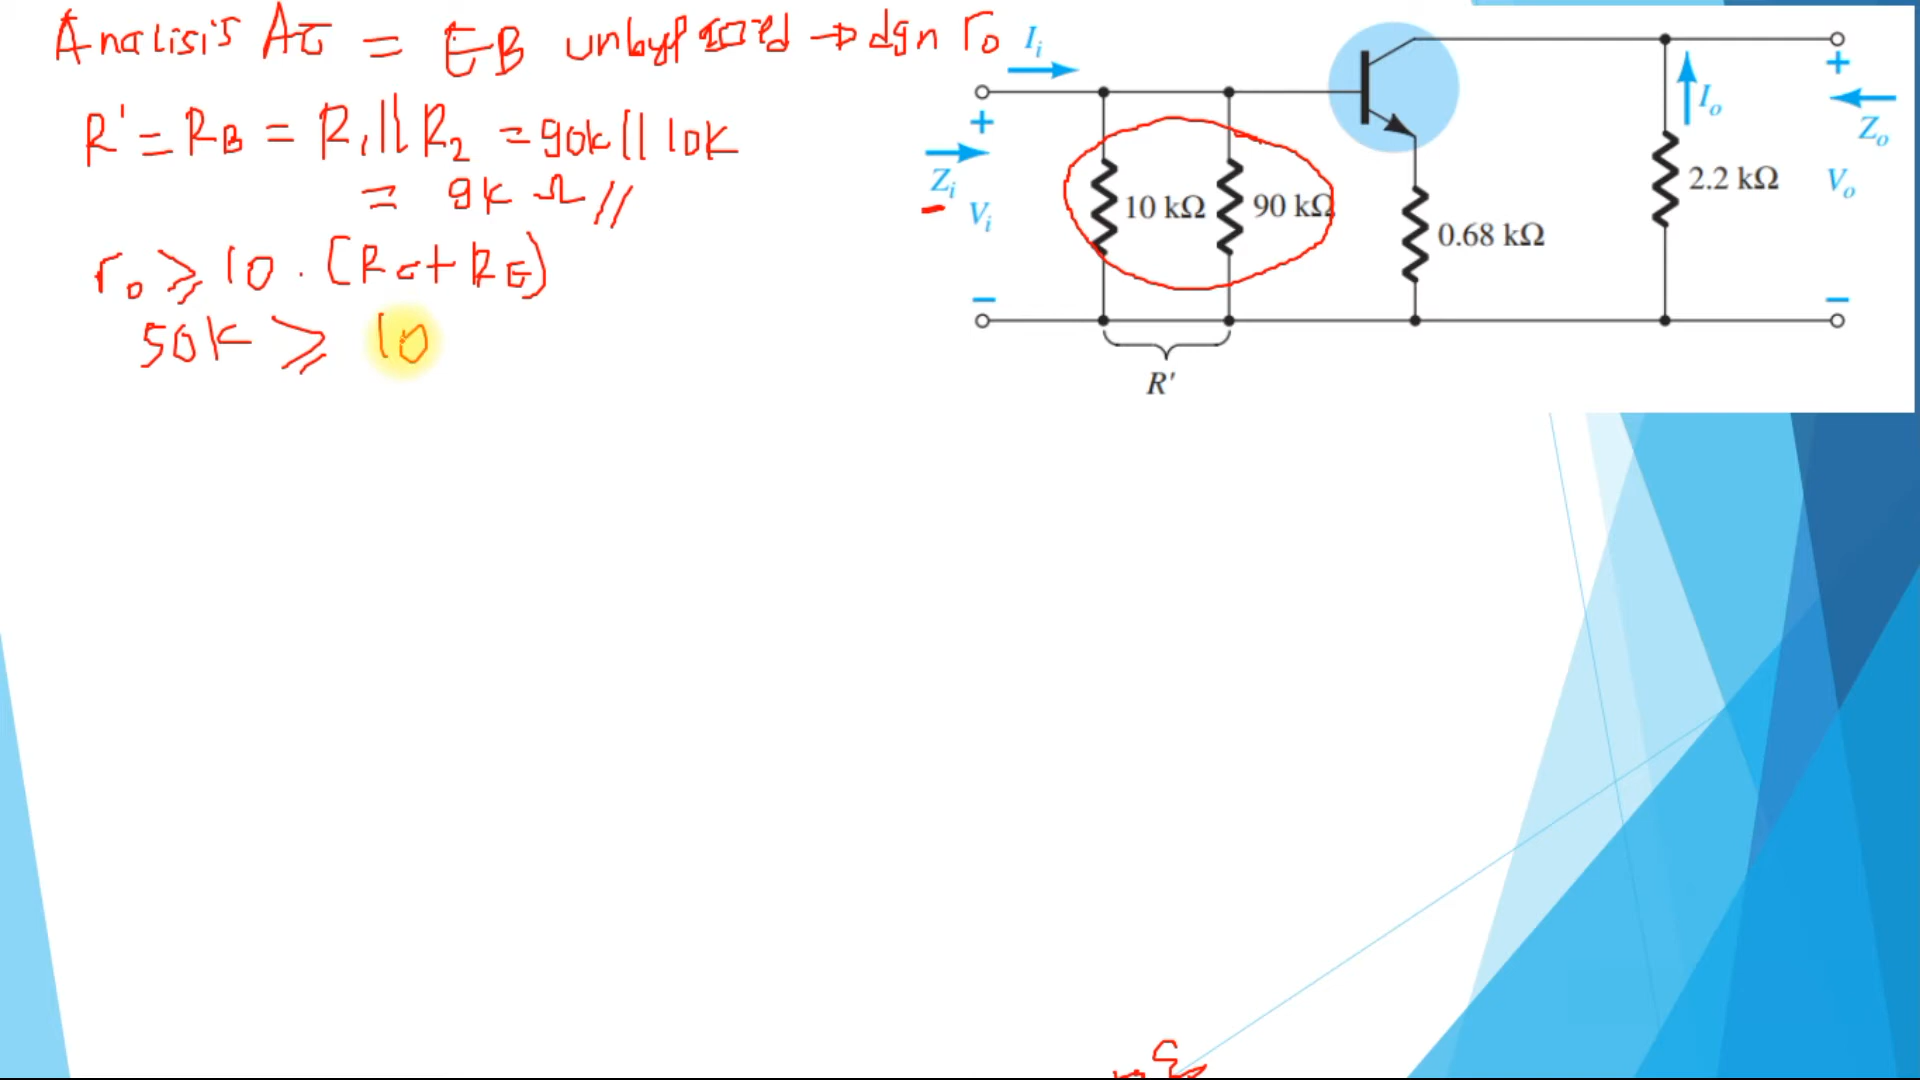 Analisis AC = EB unbypassed → dgn ro
R' = RB = R1 || R2 = 90k || 10k
= 9k Ω //
ro ≥ 10 . (Rc + RE)
50k ≥ 10
Ii
+
Zi
Vi
–
10 kΩ
90 kΩ
R'
0.68 kΩ
Io
2.2 kΩ
+
Zo
Vo
–